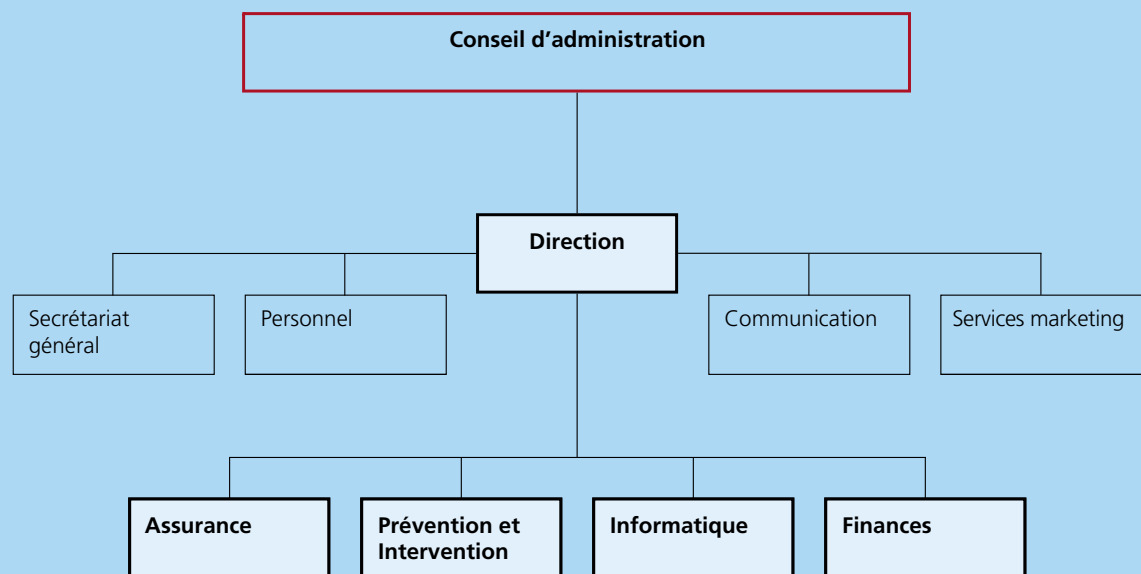 Conseil d'administration
Direction
Secrétariat
général
Personnel
Communication
Services marketing
Assurance
Prévention et
Intervention
Informatique
Finances